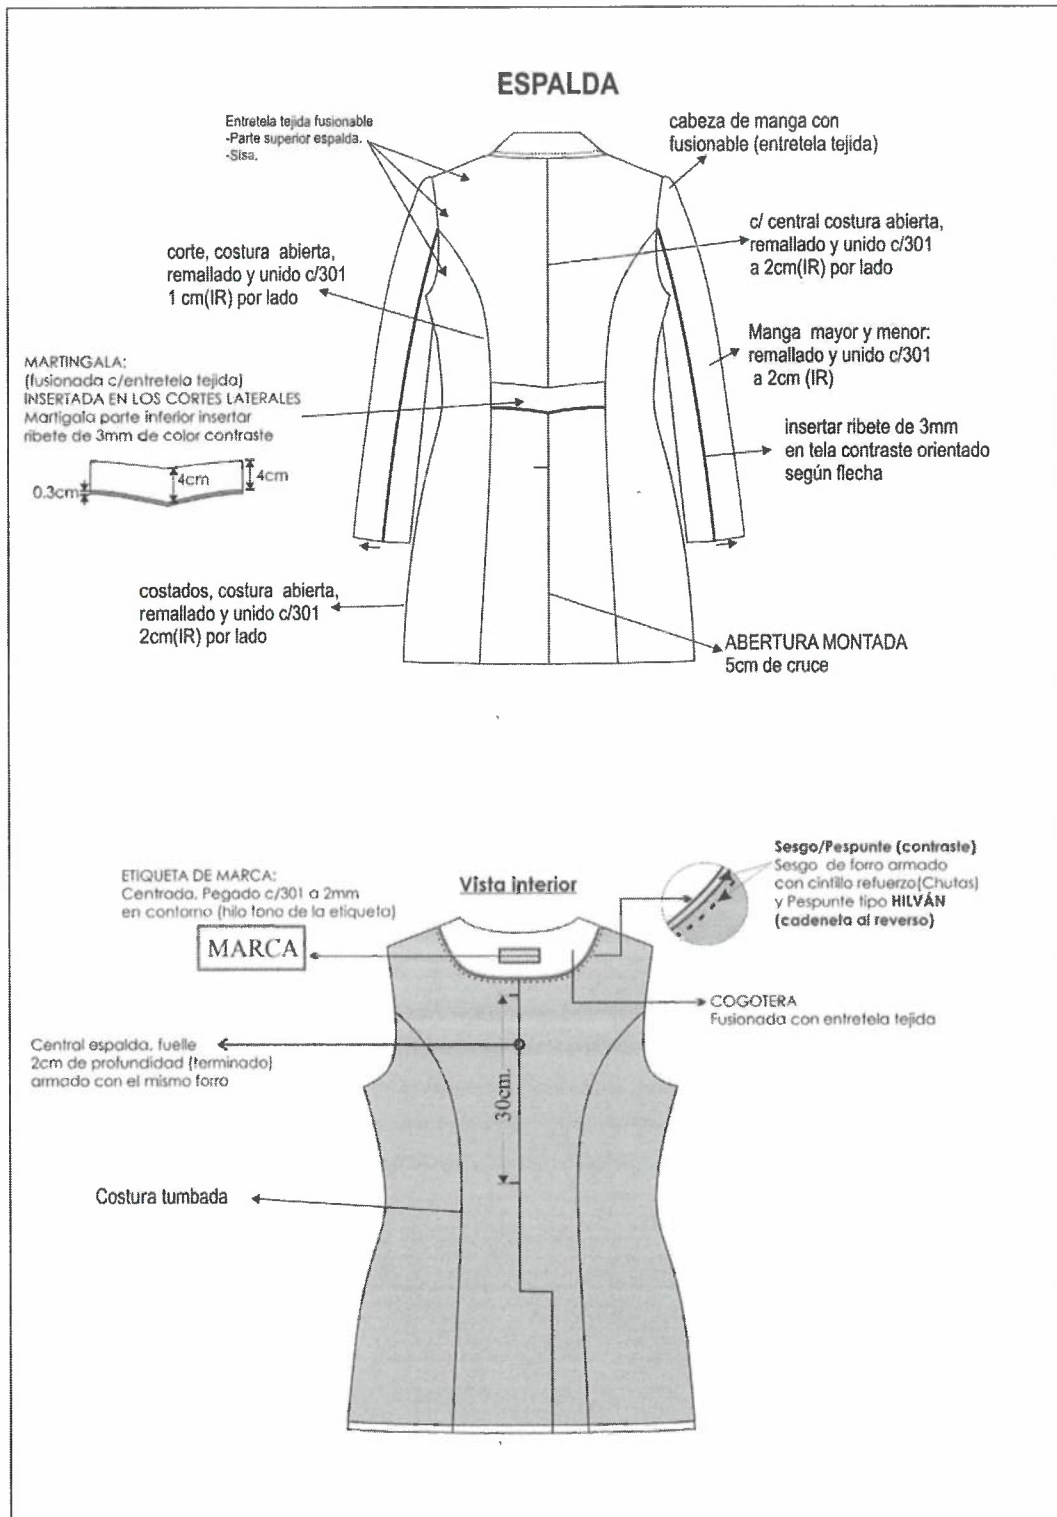 ESPALDA
Entretela tejida fusionable
-Parte superior espalda.
-Sisa.
cabeza de manga con
fusionable (entretela tejida)
c/ central costura abierta,
remallado y unido c/301
a 2cm(IR) por lado
corte, costura abierta,
remallado y unido c/301
1 cm(IR) por lado
Manga mayor y menor:
remallado y unido c/301
a 2cm (IR)
MARTINGALA:
(fusionada c/entretela tejida)
INSERTADA EN LOS CORTES LATERALES
Martigala parte inferior insertar
ribete de 3mm de color contraste
insertar ribete de 3mm
en tela contraste orientado
según flecha
4cm
4cm
0.3cm
costados, costura abierta,
remallado y unido c/301
2cm(IR) por lado
ABERTURA MONTADA
5cm de cruce
Sesgo/Pespunte (contraste)
Sesgo de forro armado
con cintillo refuerzo(Chutas)
y Pespunte tipo HILVÁN
(cadeneta al reverso)
ETIQUETA DE MARCA:
Centrada. Pegado c/301 a 2mm
en contorno (hilo tono de la etiqueta)
Vista interior
MARCA
COGOTERA
Fusionada con entretela tejida
Central espalda, fuelle
2cm de profundidad (terminado)
armado con el mismo forro
30cm.
Costura tumbada